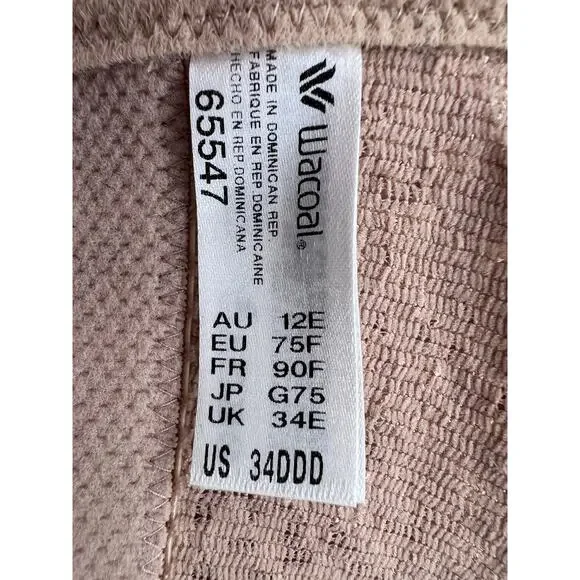 Wacoal®
MADE IN DOMINICAN REP
FABRIQUE EN REP.DOMINICAINE
HECHO EN REP DOMINICANA
65547
AU 12E
EU 75F
FR 90F
JP G75
UK 34E
US 34DDD